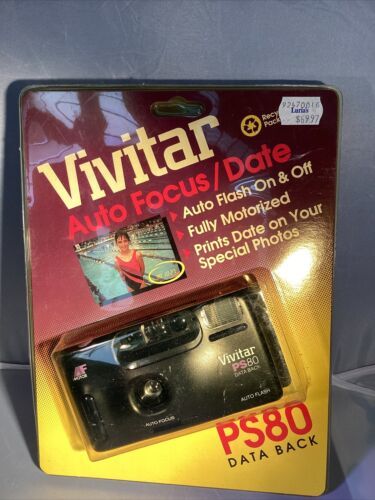 92670016
Luria's
$69.97
Vivitar
Auto Focus/Date
Auto Flash On & Off
Fully Motorized
Prints Date on Your
Special Photos
AF
Vivitar
PS80
DATA BACK
AUTO FOCUS
AUTO FLASH
PS80
DATA BACK